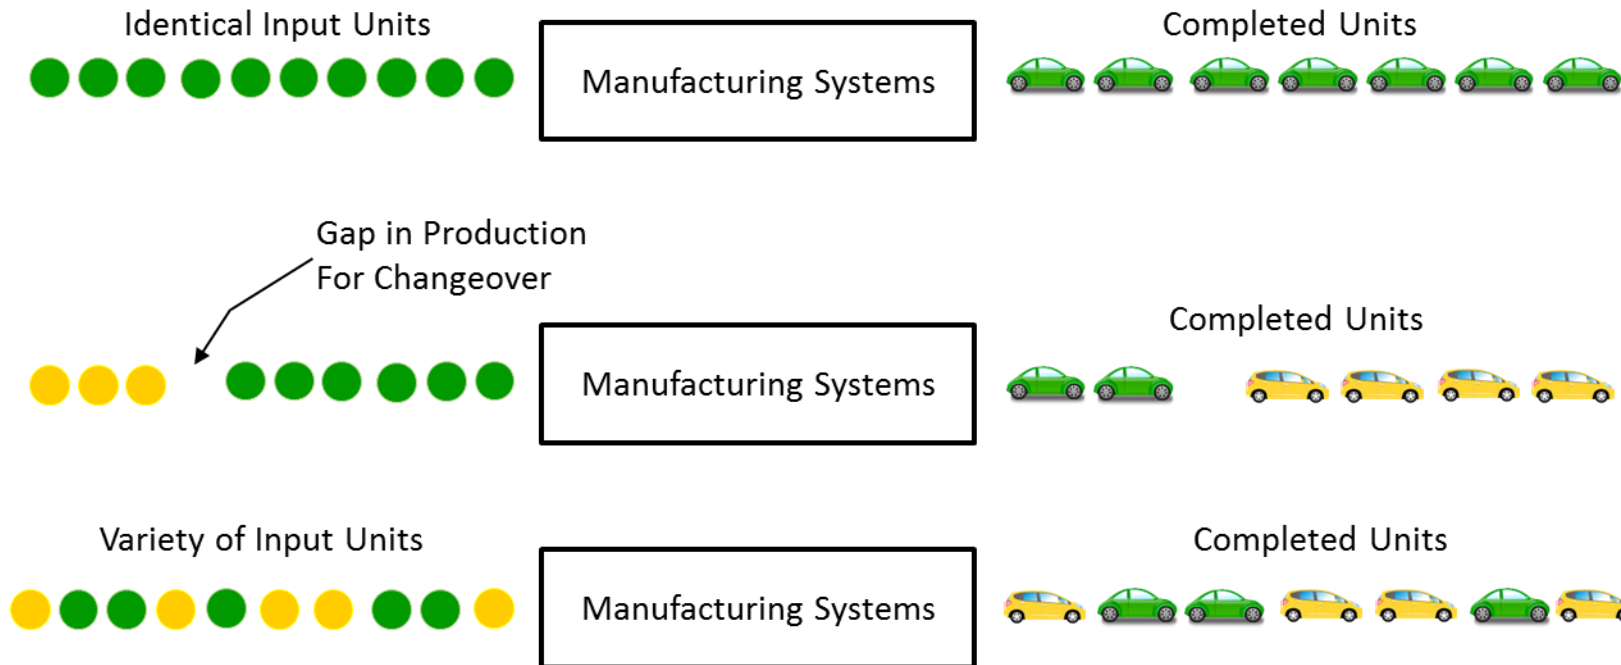 Identical Input Units
Manufacturing Systems
Completed Units
Gap in Production
For Changeover
Manufacturing Systems
Completed Units
Variety of Input Units
Manufacturing Systems
Completed Units